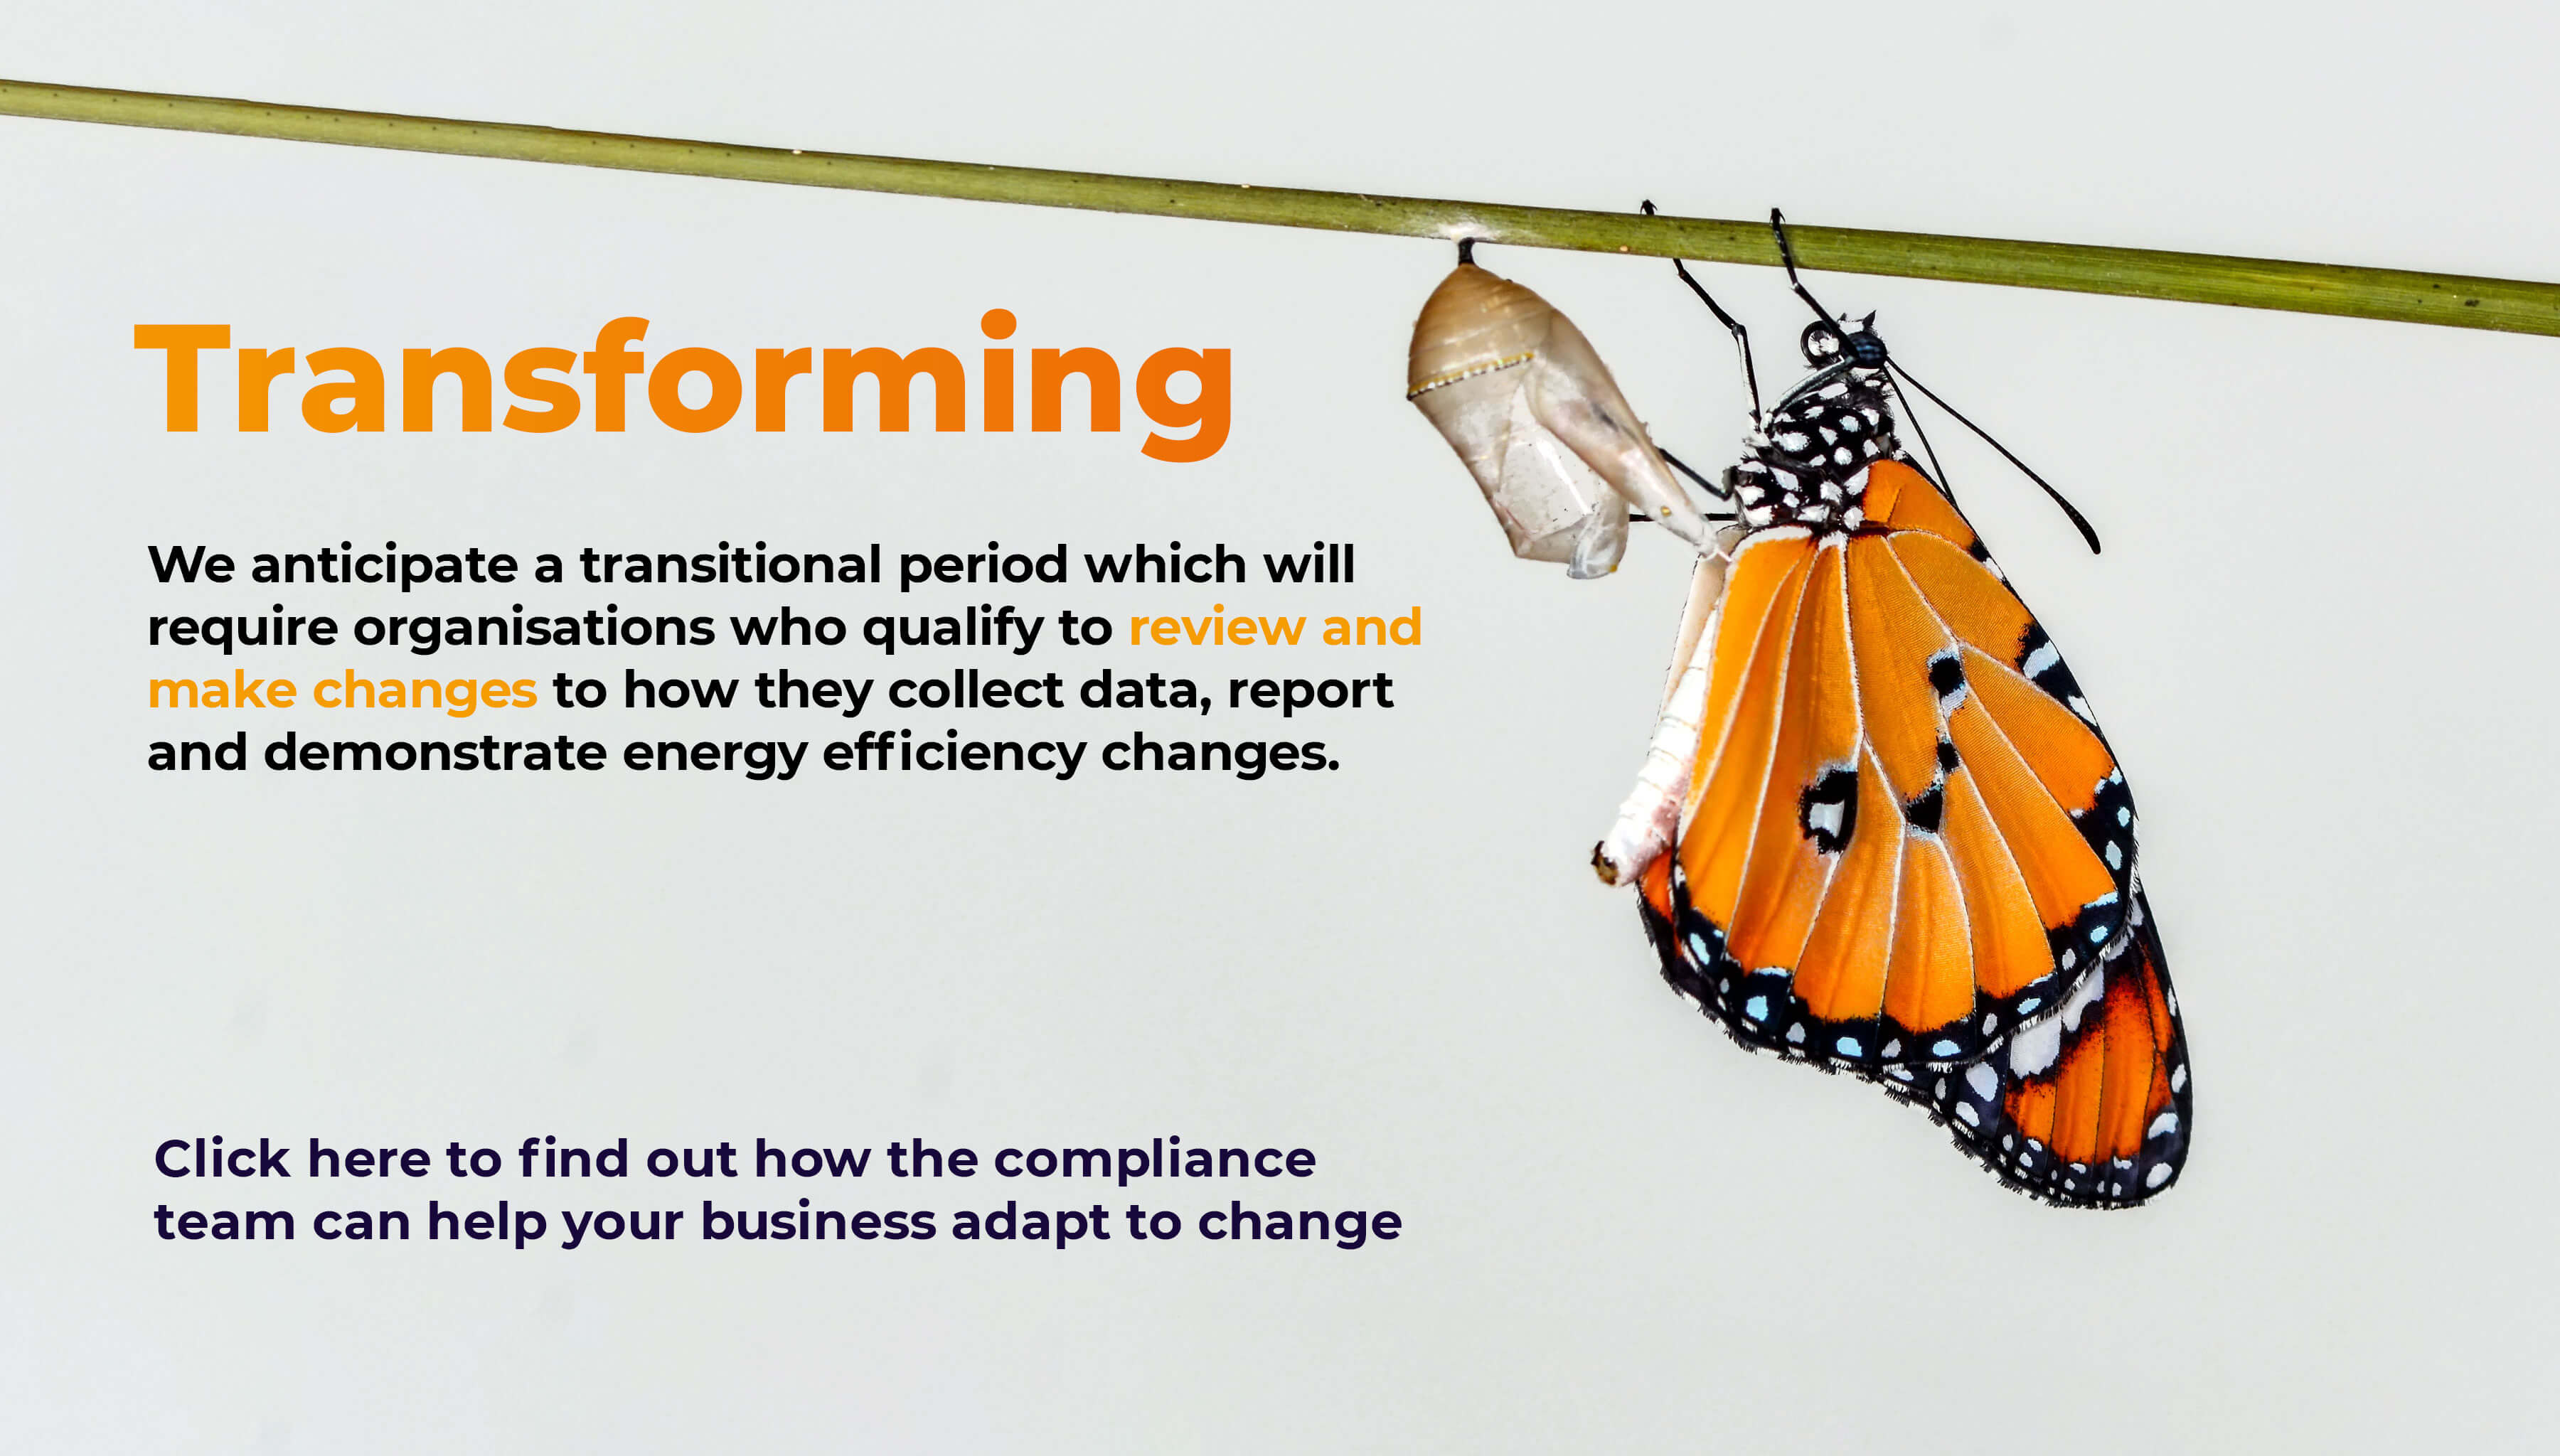 Transforming
We anticipate a transitional period which will
require organisations who qualify to review and
make changes to how they collect data, report
and demonstrate energy efficiency changes.
Click here to find out how the compliance
team can help your business adapt to change